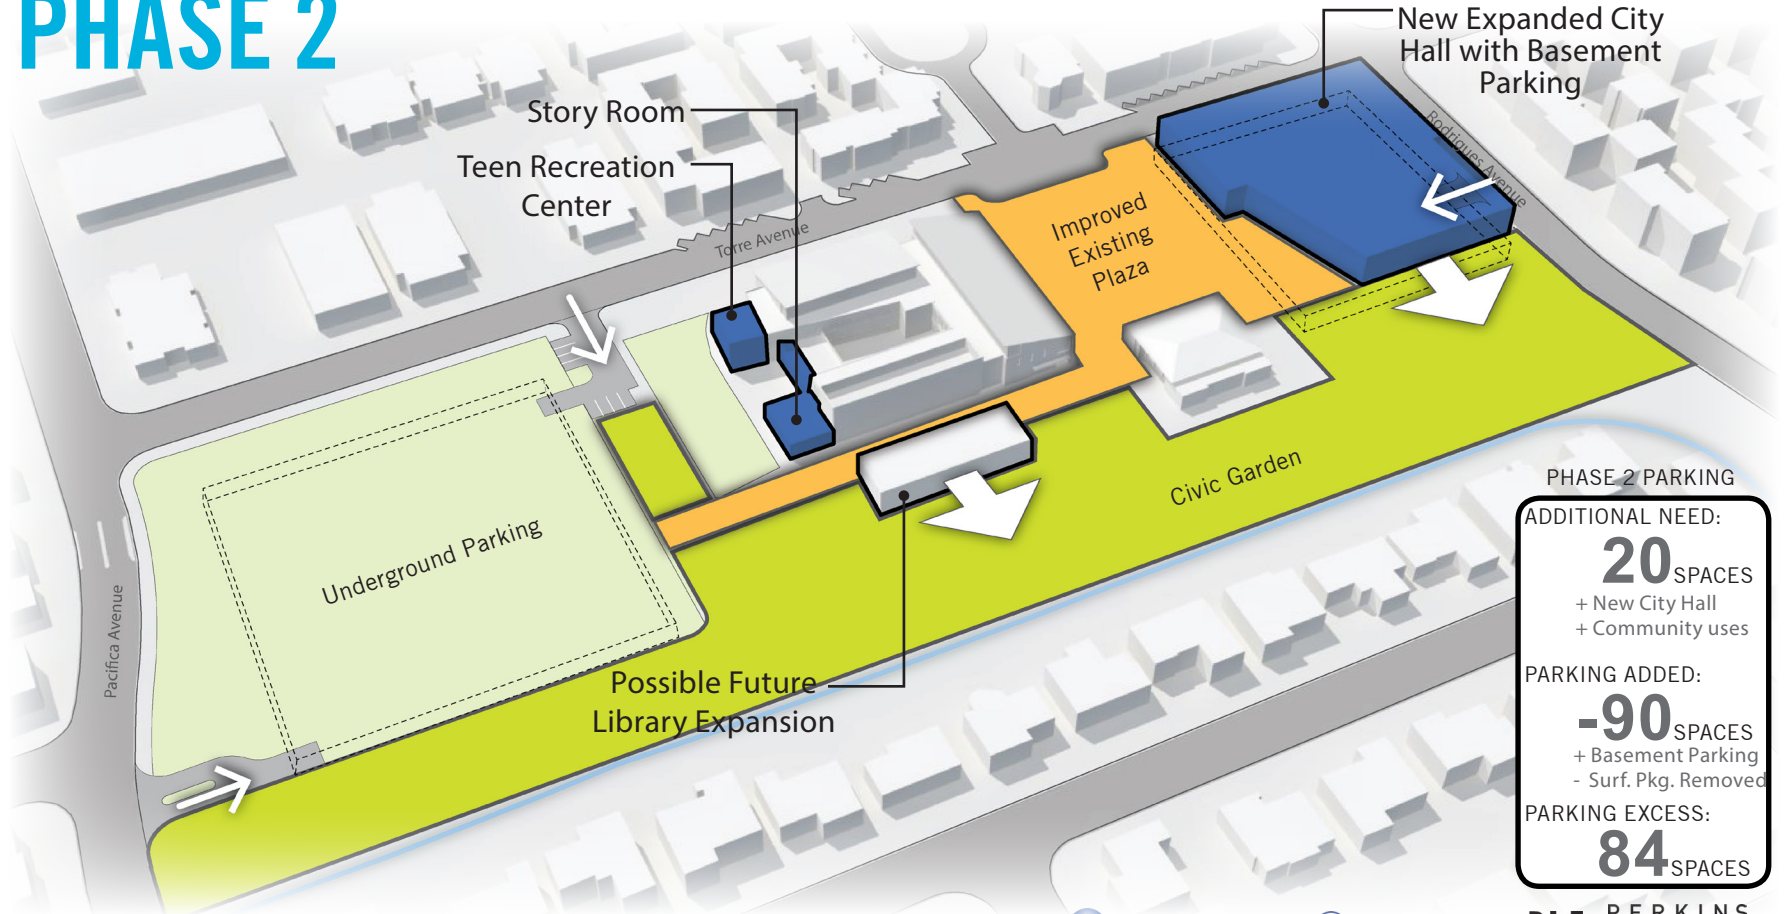 PHASE 2
New Expanded City
Hall with Basement
Parking
Story Room
Teen Recreation
Center
Torre Avenue
Rodriques Avenue
Improved
Existing
Plaza
Underground Parking
Civic Garden
Pacifica Avenue
Possible Future
Library Expansion
PHASE 2 PARKING
ADDITIONAL NEED:
20 SPACES
+ New City Hall
+ Community uses
PARKING ADDED:
-90 SPACES
+ Basement Parking
- Surf. Pkg. Removed
PARKING EXCESS:
84 SPACES
PERKINS